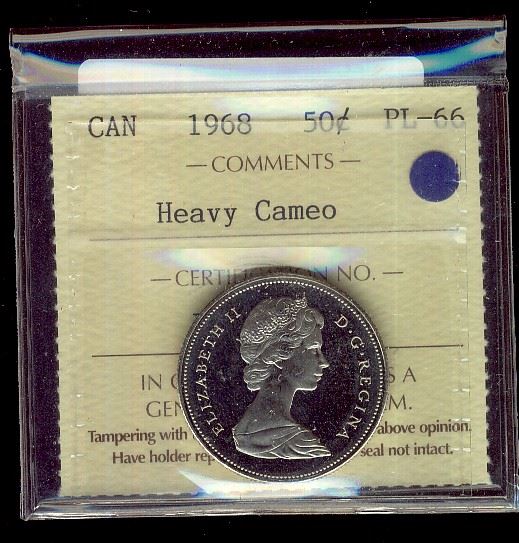 CAN 1968 50¢ PL-66
— COMMENTS —
Heavy Cameo
— CERTIFICATION NO. —
IN S A
GEN M.
Tampering with above opinion.
Have holder rep seal not intact.
ELIZABETH II D·G·REGINA